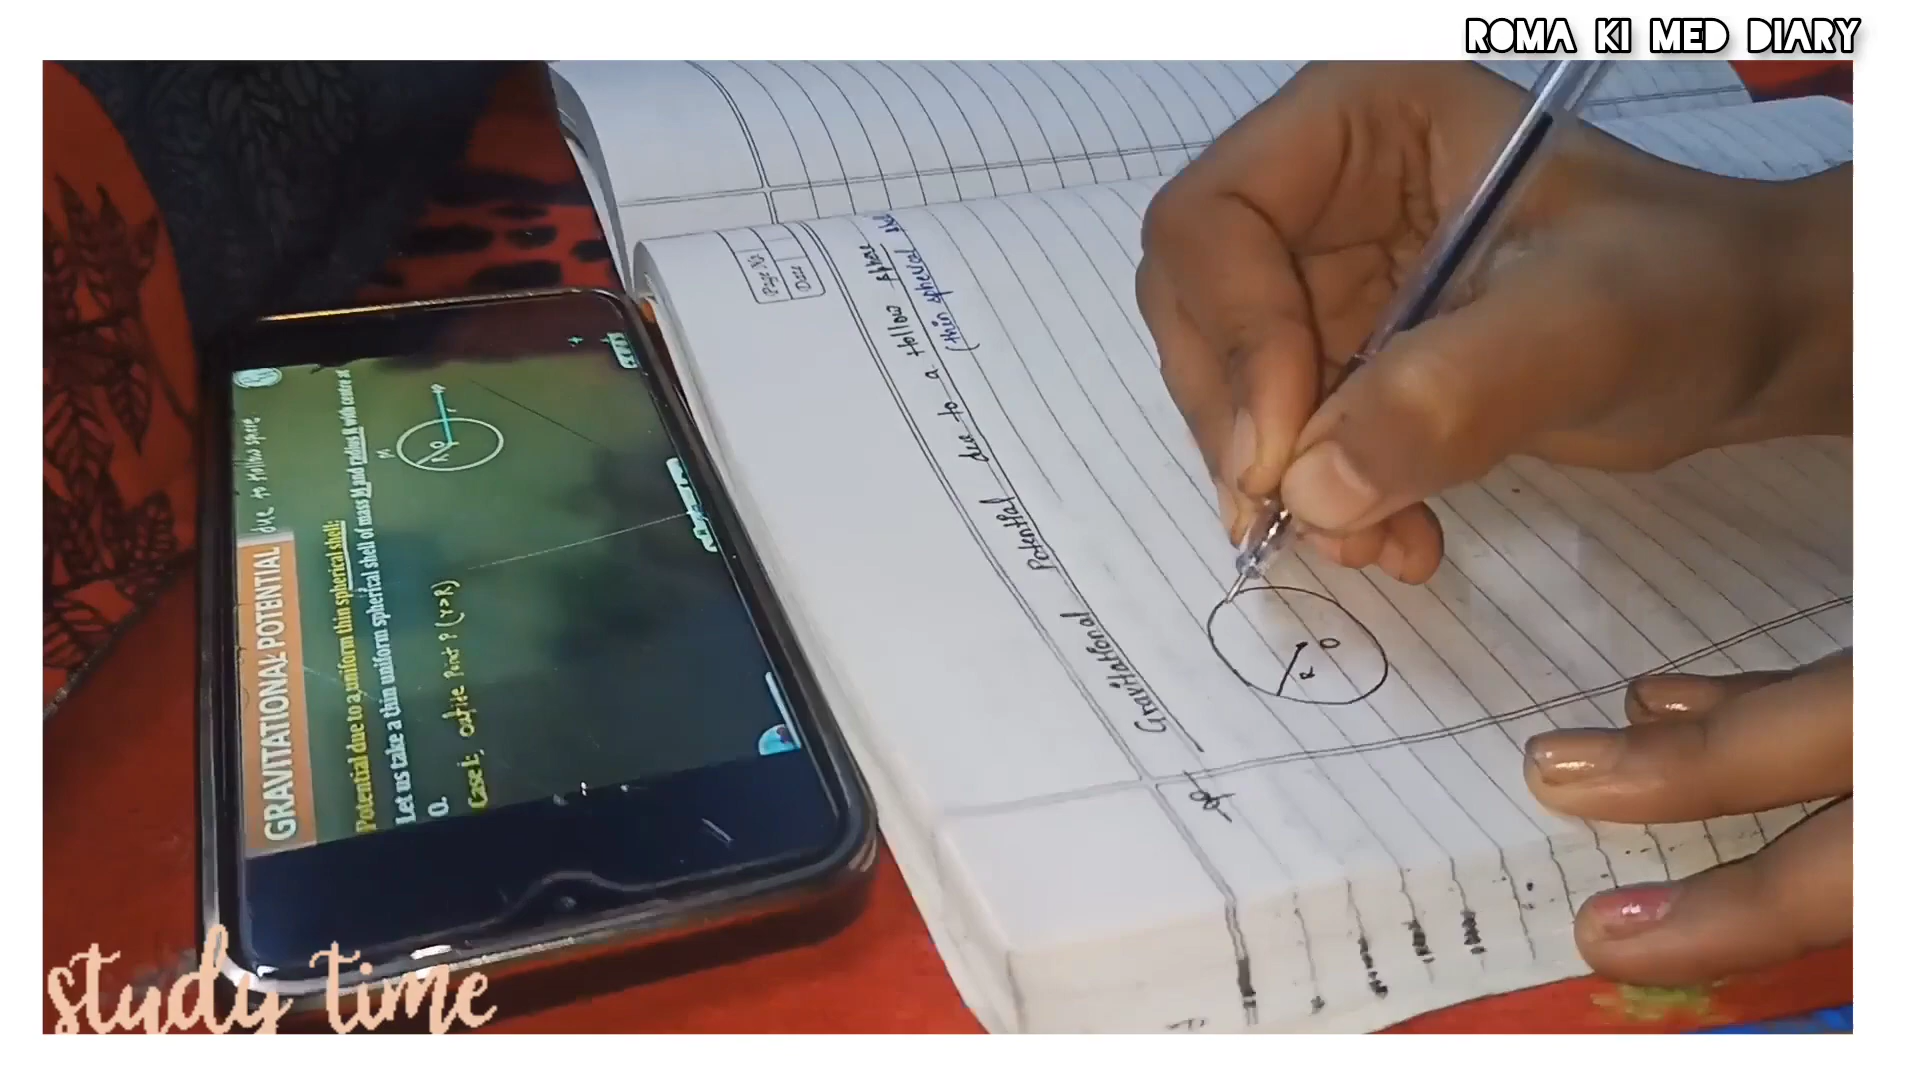 ROMA KI MED DIARY
GRAVITATIONAL POTENTIAL due to Hollow sphere
Potential due to a uniform thin spherical shell:
Let us take a thin uniform spherical shell of mass M and radius R with centre at
O.
Case I: outside Point P (r>R)
M
R
O
P
Page No
Date
Gravitational Potential due to a Hollow
(thin spherical
R
O
study time